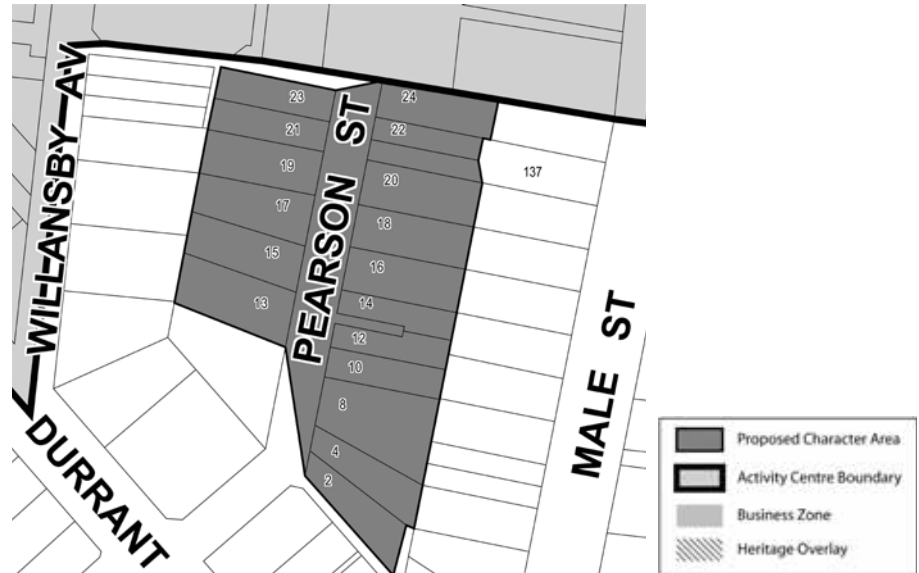 WILLANSBY AV
PEARSON ST
MALE ST
DURRANT
23
21
19
17
15
13
24
22
20
18
16
14
12
10
8
4
2
137
Proposed Character Area
Activity Centre Boundary
Business Zone
Heritage Overlay